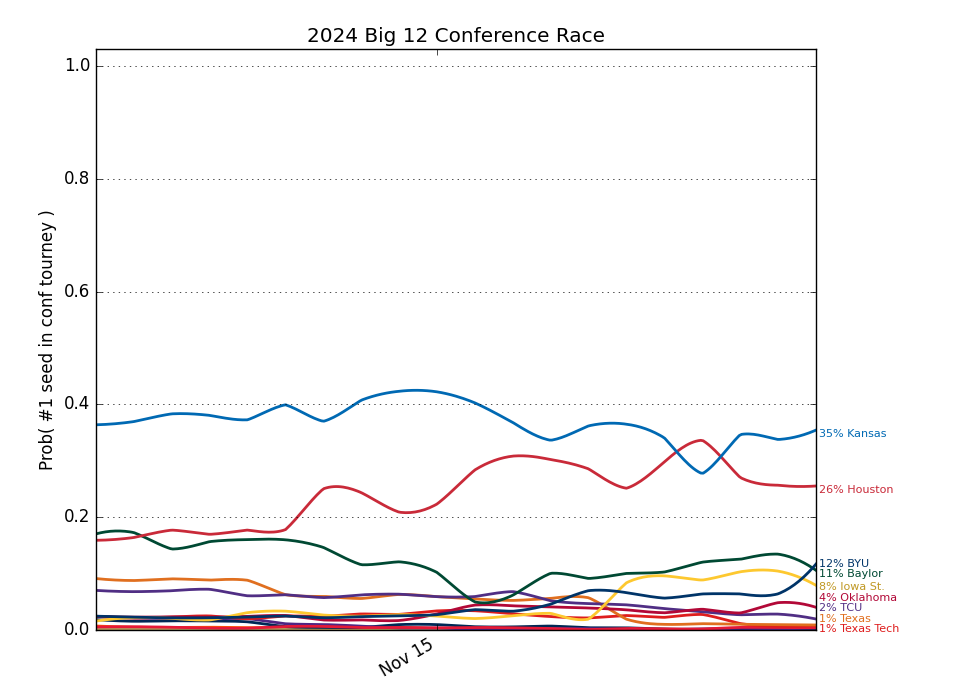 2024 Big 12 Conference Race
1.0
0.8
0.6
0.4
0.2
0.0
Prob( #1 seed in conf tourney )
Nov 15
35% Kansas
26% Houston
12% BYU
11% Baylor
8% Iowa St.
4% Oklahoma
2% TCU
1% Texas
1% Texas Tech